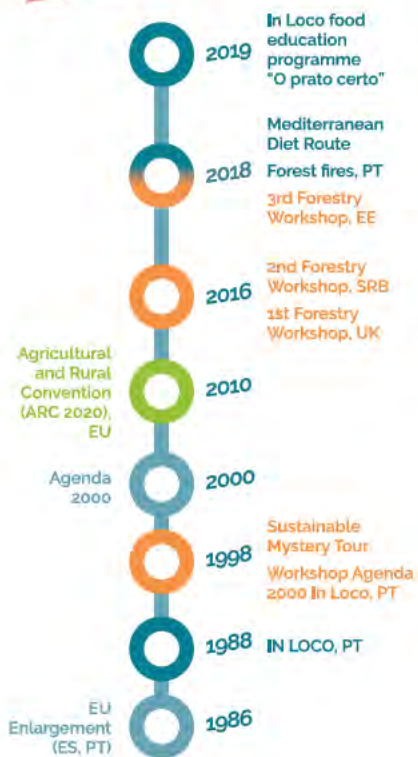 In Loco food
education
programme
"O prato certo"
2019
Mediterranean
Diet Route
Forest fires, PT
3rd Forestry
Workshop, EE
2018
2nd Forestry
Workshop, SRB
1st Forestry
Workshop, UK
2016
Agricultural
and Rural
Convention
(ARC 2020),
EU
2010
Agenda
2000
2000
Sustainable
Mystery Tour
Workshop Agenda
2000 In Loco, PT
1998
1988
IN LOCO, PT
EU
Enlargement
(ES, PT)
1986